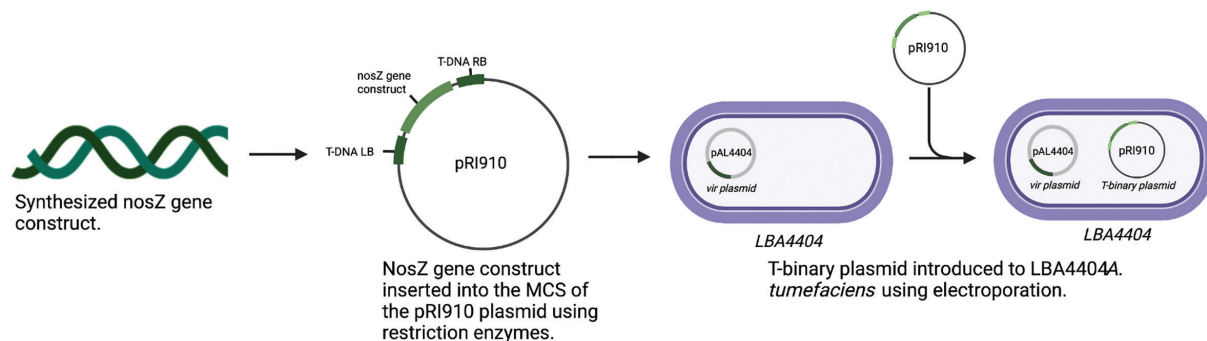 Synthesized nosZ gene
construct.
T-DNA RB
nosZ gene
construct
T-DNA LB
pRI910
NosZ gene construct
inserted into the MCS of
the pRI910 plasmid using
restriction enzymes.
pAL4404
vir plasmid
LBA4404
pRI910
pAL4404
vir plasmid
pRI910
T-binary plasmid
LBA4404
T-binary plasmid introduced to LBA4404A.
tumefaciens using electroporation.